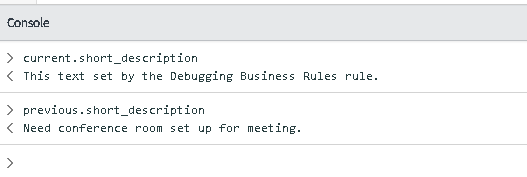 Console
> current.short_description
< This text set by the Debugging Business Rules rule.
> previous.short_description
< Need conference room set up for meeting.
>